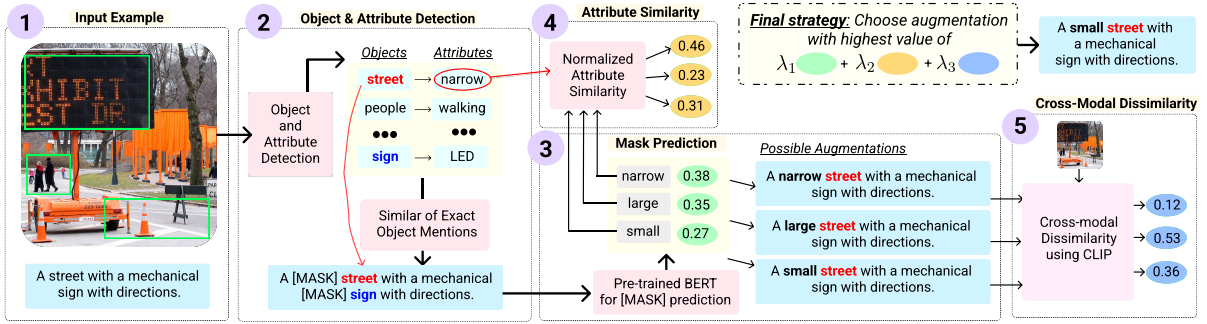 1
Input Example
RT
HIBIT
EST DR
A street with a mechanical
sign with directions.
2
Object & Attribute Detection
Object
and
Attribute
Detection
Objects
Attributes
street
narrow
people
walking
•••
•••
sign
LED
Similar of Exact
Object Mentions
A [MASK] street with a mechanical
[MASK] sign with directions.
4
Attribute Similarity
Normalized
Attribute
Similarity
0.46
0.23
0.31
3
Mask Prediction
narrow
0.38
large
0.35
small
0.27
Pre-trained BERT
for [MASK] prediction
Possible Augmentations
A narrow street with a mechanical
sign with directions.
A large street with a mechanical
sign with directions.
A small street with a mechanical
sign with directions.
Final strategy: Choose augmentation
with highest value of
λ1 + λ2 + λ3
A small street with
a mechanical
sign with directions.
Cross-Modal Dissimilarity
5
Cross-modal
Dissimilarity
using CLIP
0.12
0.53
0.36